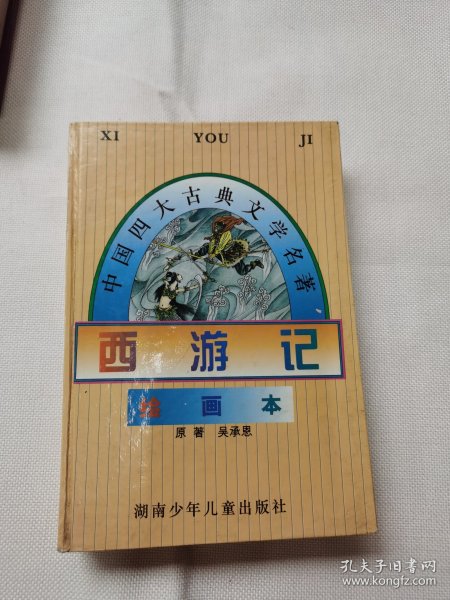 XI YOU JI
中国四大古典文学名著
西游记
绘画本
原著 吴承恩
湖南少年儿童出版社
孔夫子旧书网
www.kongfz.com